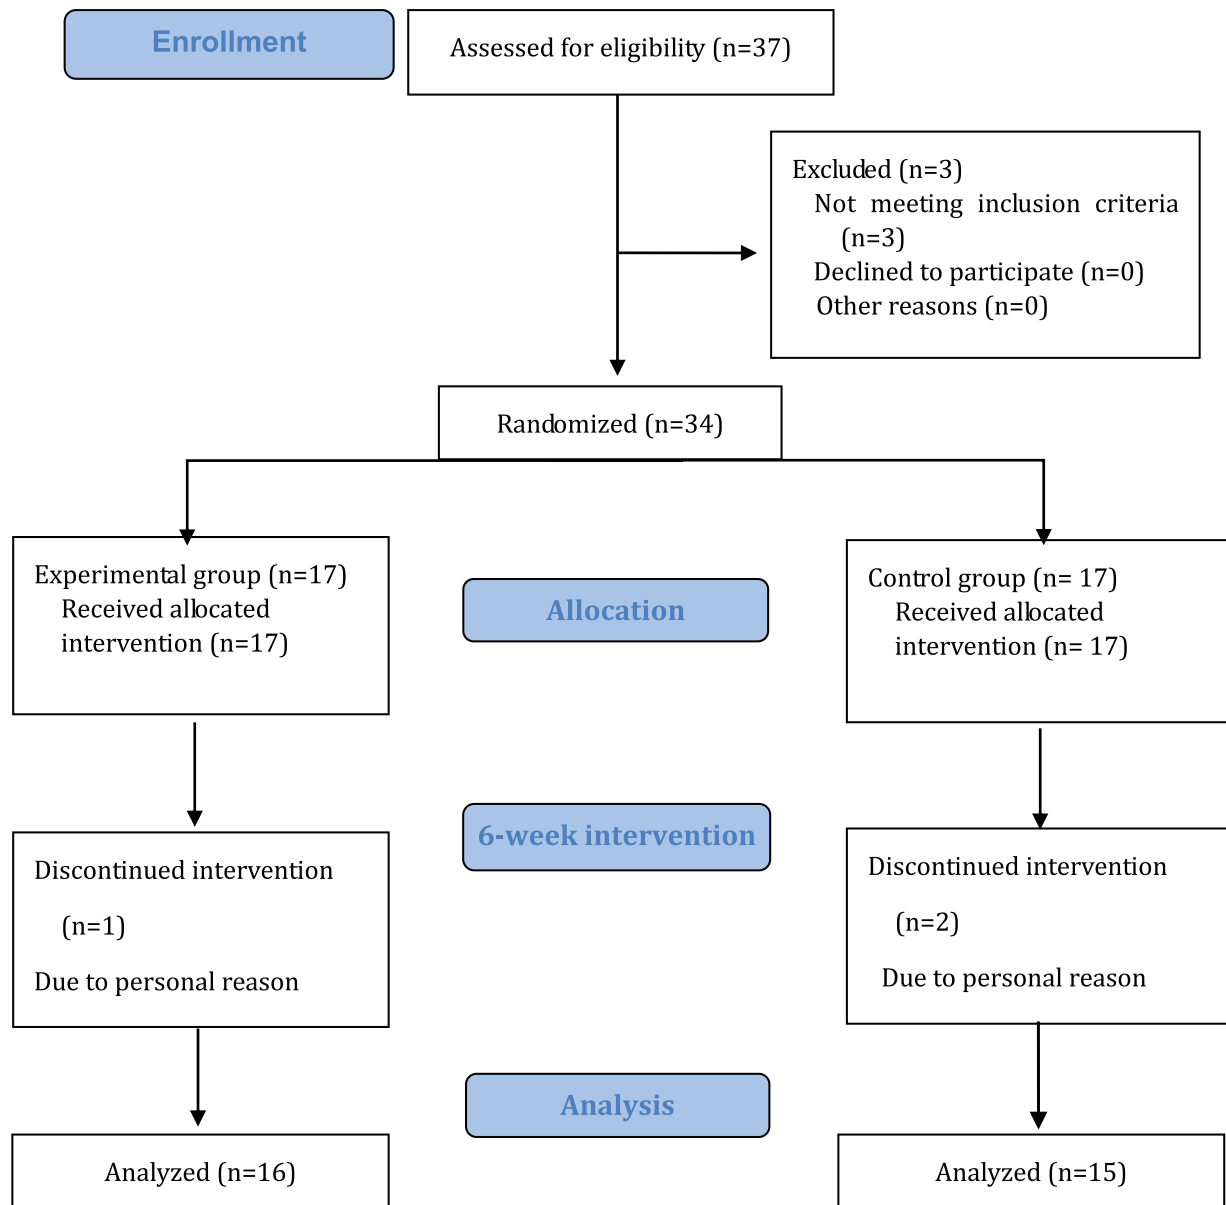 Enrollment
Assessed for eligibility (n=37)
Excluded (n=3)
Not meeting inclusion criteria
(n=3)
Declined to participate (n=0)
Other reasons (n=0)
Randomized (n=34)
Experimental group (n=17)
Received allocated
intervention (n=17)
Allocation
Control group (n= 17)
Received allocated
intervention (n= 17)
6-week intervention
Discontinued intervention
(n=1)
Due to personal reason
Discontinued intervention
(n=2)
Due to personal reason
Analysis
Analyzed (n=16)
Analyzed (n=15)